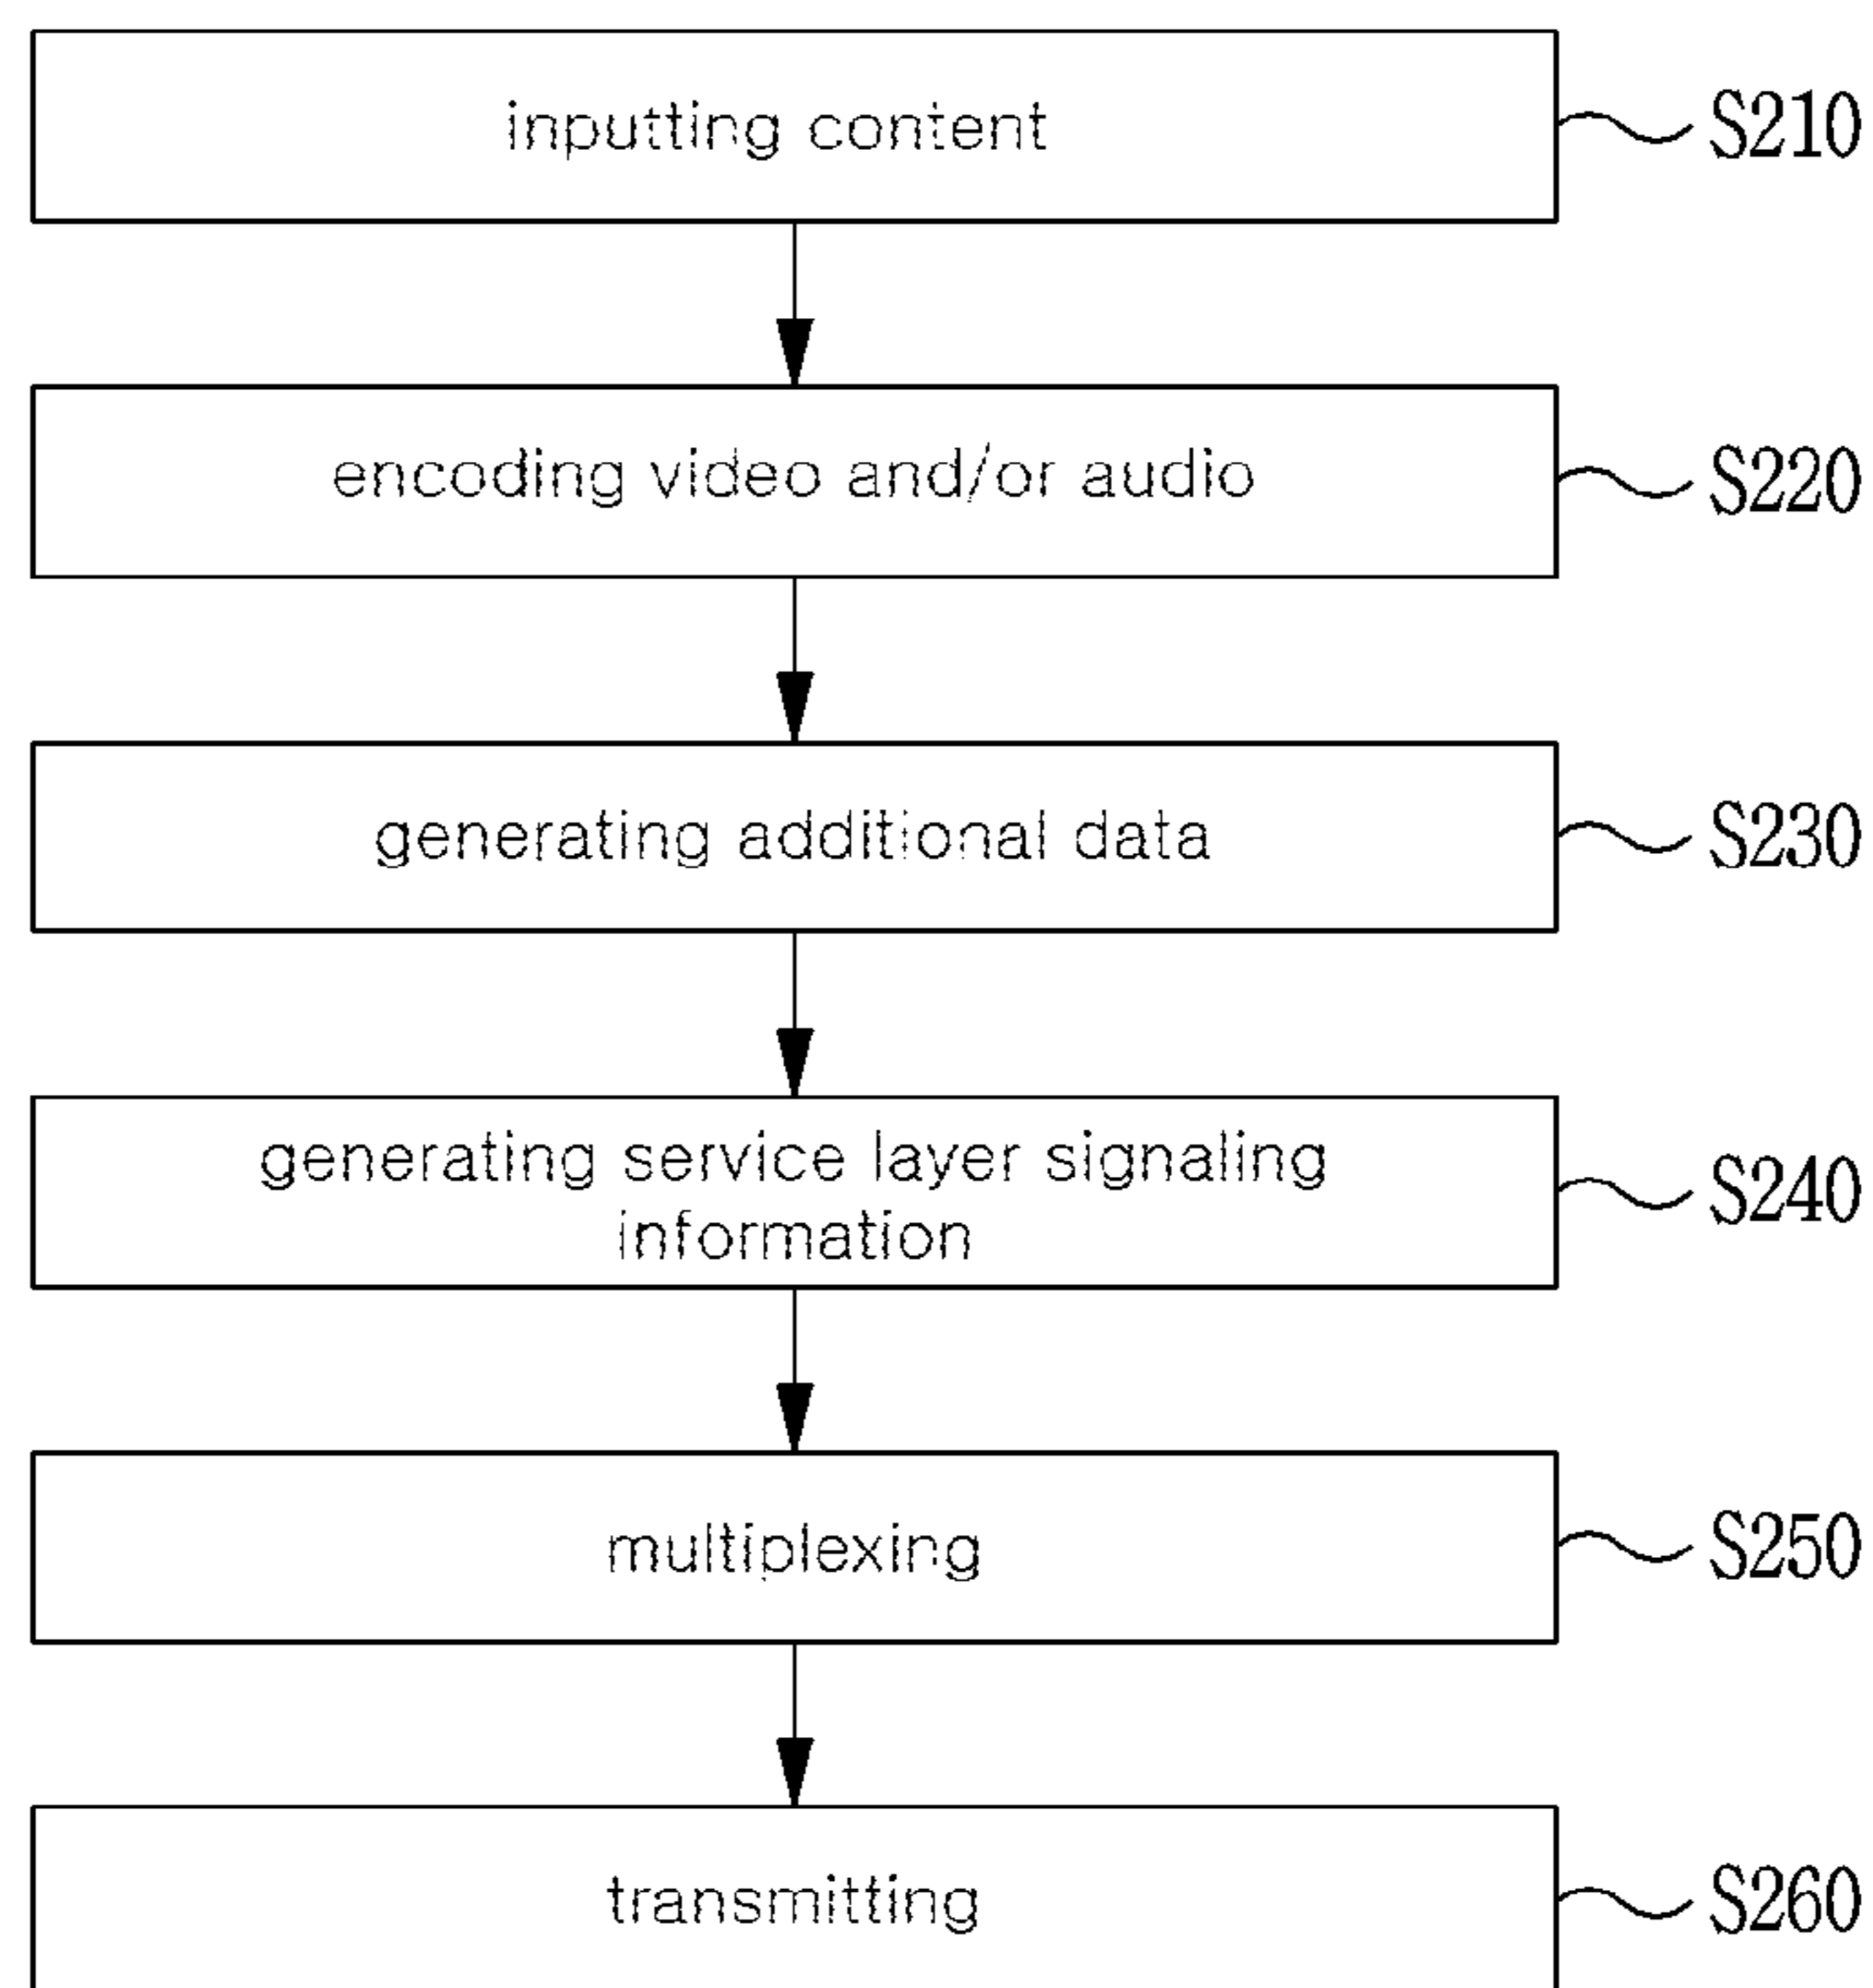 inputting content
S210
encoding video and/or audio
S220
generating additional data
S230
generating service layer signaling
information
S240
multiplexing
S250
transmitting
S260